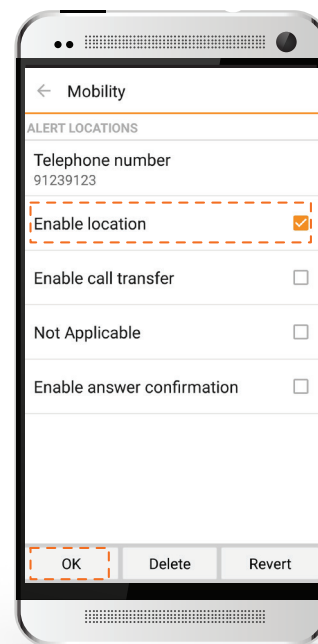 Mobility
ALERT LOCATIONS
Telephone number
91239123
Enable location
Enable call transfer
Not Applicable
Enable answer confirmation
OK Delete Revert